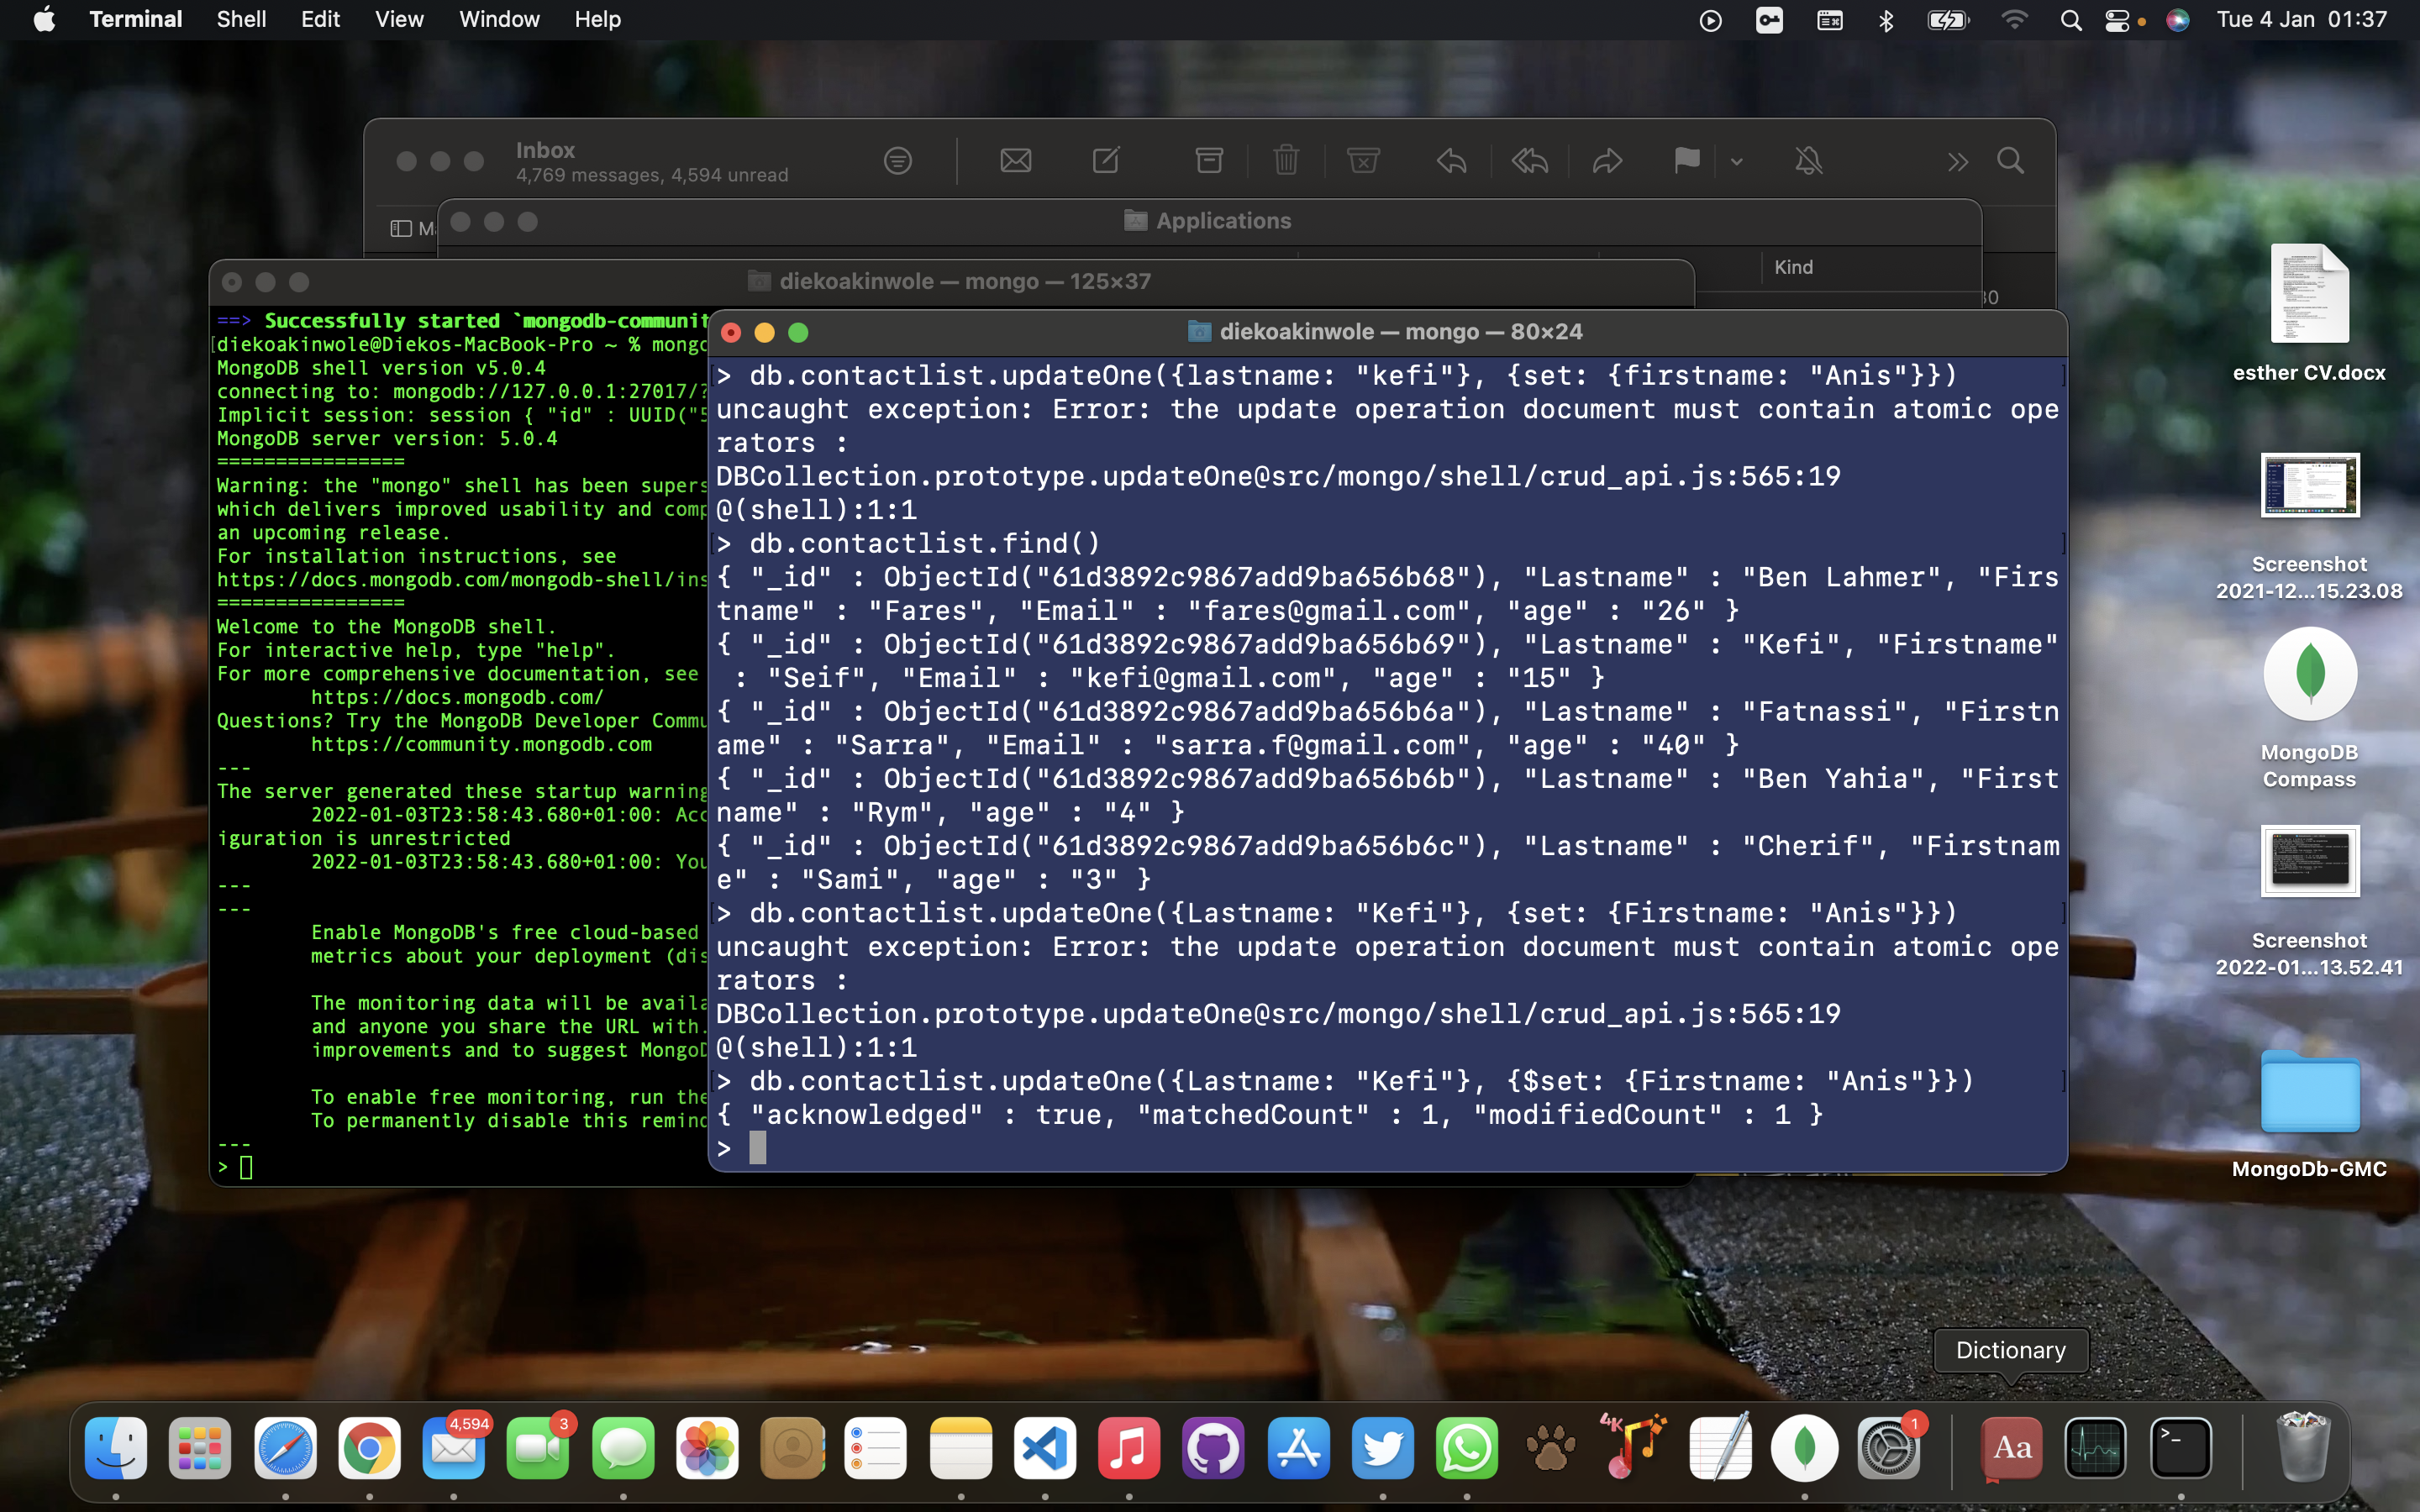 Terminal Shell Edit View Window Help
Tue 4 Jan 01:37
Inbox
4,769 messages, 4,594 unread
Applications
Kind
diekoakinwole — mongo — 125×37
==> Successfully started `mongodb-communit
diekoakinwole@Diekos-MacBook-Pro ~ % mongo
MongoDB shell version v5.0.4
connecting to: mongodb://127.0.0.1:27017/?
Implicit session: session { "id" : UUID("5
MongoDB server version: 5.0.4
================
Warning: the "mongo" shell has been supers
which delivers improved usability and comp
an upcoming release.
For installation instructions, see
https://docs.mongodb.com/mongodb-shell/ins
================
Welcome to the MongoDB shell.
For interactive help, type "help".
For more comprehensive documentation, see
https://docs.mongodb.com/
Questions? Try the MongoDB Developer Commu
https://community.mongodb.com
---
The server generated these startup warning
2022-01-03T23:58:43.680+01:00: Acc
iguration is unrestricted
2022-01-03T23:58:43.680+01:00: You
---
---
Enable MongoDB's free cloud-based
metrics about your deployment (dis
The monitoring data will be availa
and anyone you share the URL with.
improvements and to suggest MongoD
To enable free monitoring, run the
To permanently disable this remind
---
>
diekoakinwole — mongo — 80×24
> db.contactlist.updateOne({lastname: "kefi"}, {set: {firstname: "Anis"}})
uncaught exception: Error: the update operation document must contain atomic ope
rators :
DBCollection.prototype.updateOne@src/mongo/shell/crud_api.js:565:19
@(shell):1:1
> db.contactlist.find()
{ "_id" : ObjectId("61d3892c9867add9ba656b68"), "Lastname" : "Ben Lahmer", "Firs
tname" : "Fares", "Email" : "fares@gmail.com", "age" : "26" }
{ "_id" : ObjectId("61d3892c9867add9ba656b69"), "Lastname" : "Kefi", "Firstname"
: "Seif", "Email" : "kefi@gmail.com", "age" : "15" }
{ "_id" : ObjectId("61d3892c9867add9ba656b6a"), "Lastname" : "Fatnassi", "Firstn
ame" : "Sarra", "Email" : "sarra.f@gmail.com", "age" : "40" }
{ "_id" : ObjectId("61d3892c9867add9ba656b6b"), "Lastname" : "Ben Yahia", "First
name" : "Rym", "age" : "4" }
{ "_id" : ObjectId("61d3892c9867add9ba656b6c"), "Lastname" : "Cherif", "Firstnam
e" : "Sami", "age" : "3" }
> db.contactlist.updateOne({Lastname: "Kefi"}, {set: {Firstname: "Anis"}})
uncaught exception: Error: the update operation document must contain atomic ope
rators :
DBCollection.prototype.updateOne@src/mongo/shell/crud_api.js:565:19
@(shell):1:1
> db.contactlist.updateOne({Lastname: "Kefi"}, {$set: {Firstname: "Anis"}})
{ "acknowledged" : true, "matchedCount" : 1, "modifiedCount" : 1 }
>
esther CV.docx
Screenshot
2021-12...15.23.08
MongoDB
Compass
Screenshot
2022-01...13.52.41
MongoDb-GMC
Dictionary
4,594
3
4K
1
Aa